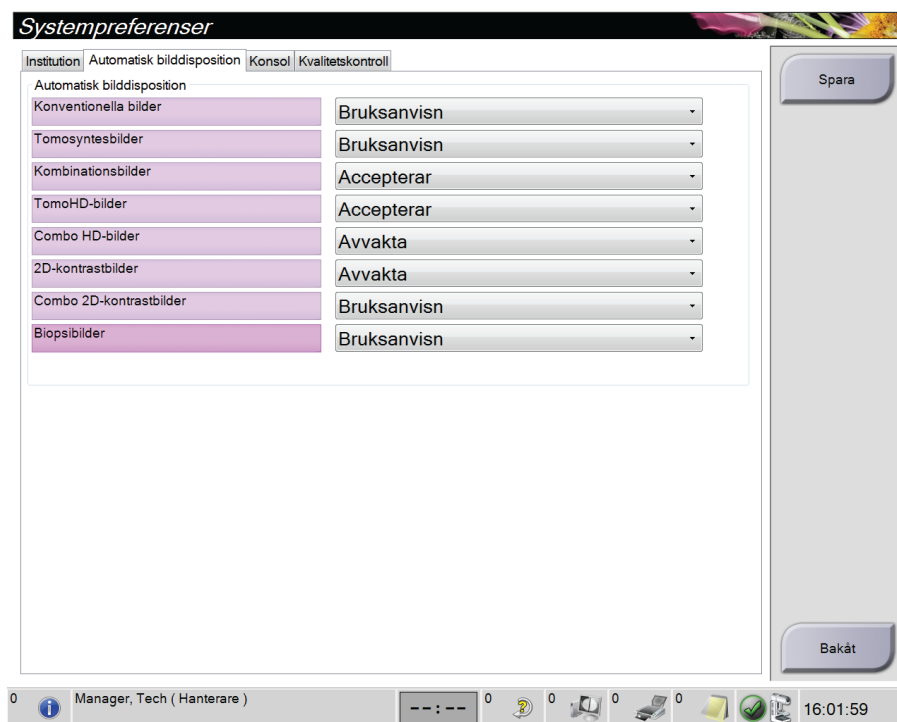 Systempreferenser
Institution Automatisk bilddisposition Konsol Kvalitetskontroll
Spara
Automatisk bilddisposition
Konventionella bilder Bruksanvisn
Tomosyntesbilder Bruksanvisn
Kombinationsbilder Accepterar
TomoHD-bilder Accepterar
Combo HD-bilder Avvakta
2D-kontrastbilder Avvakta
Combo 2D-kontrastbilder Bruksanvisn
Biopsibilder Bruksanvisn
Bakåt
0 Manager, Tech ( Hanterare ) --:-- 0 0 0 0 16:01:59